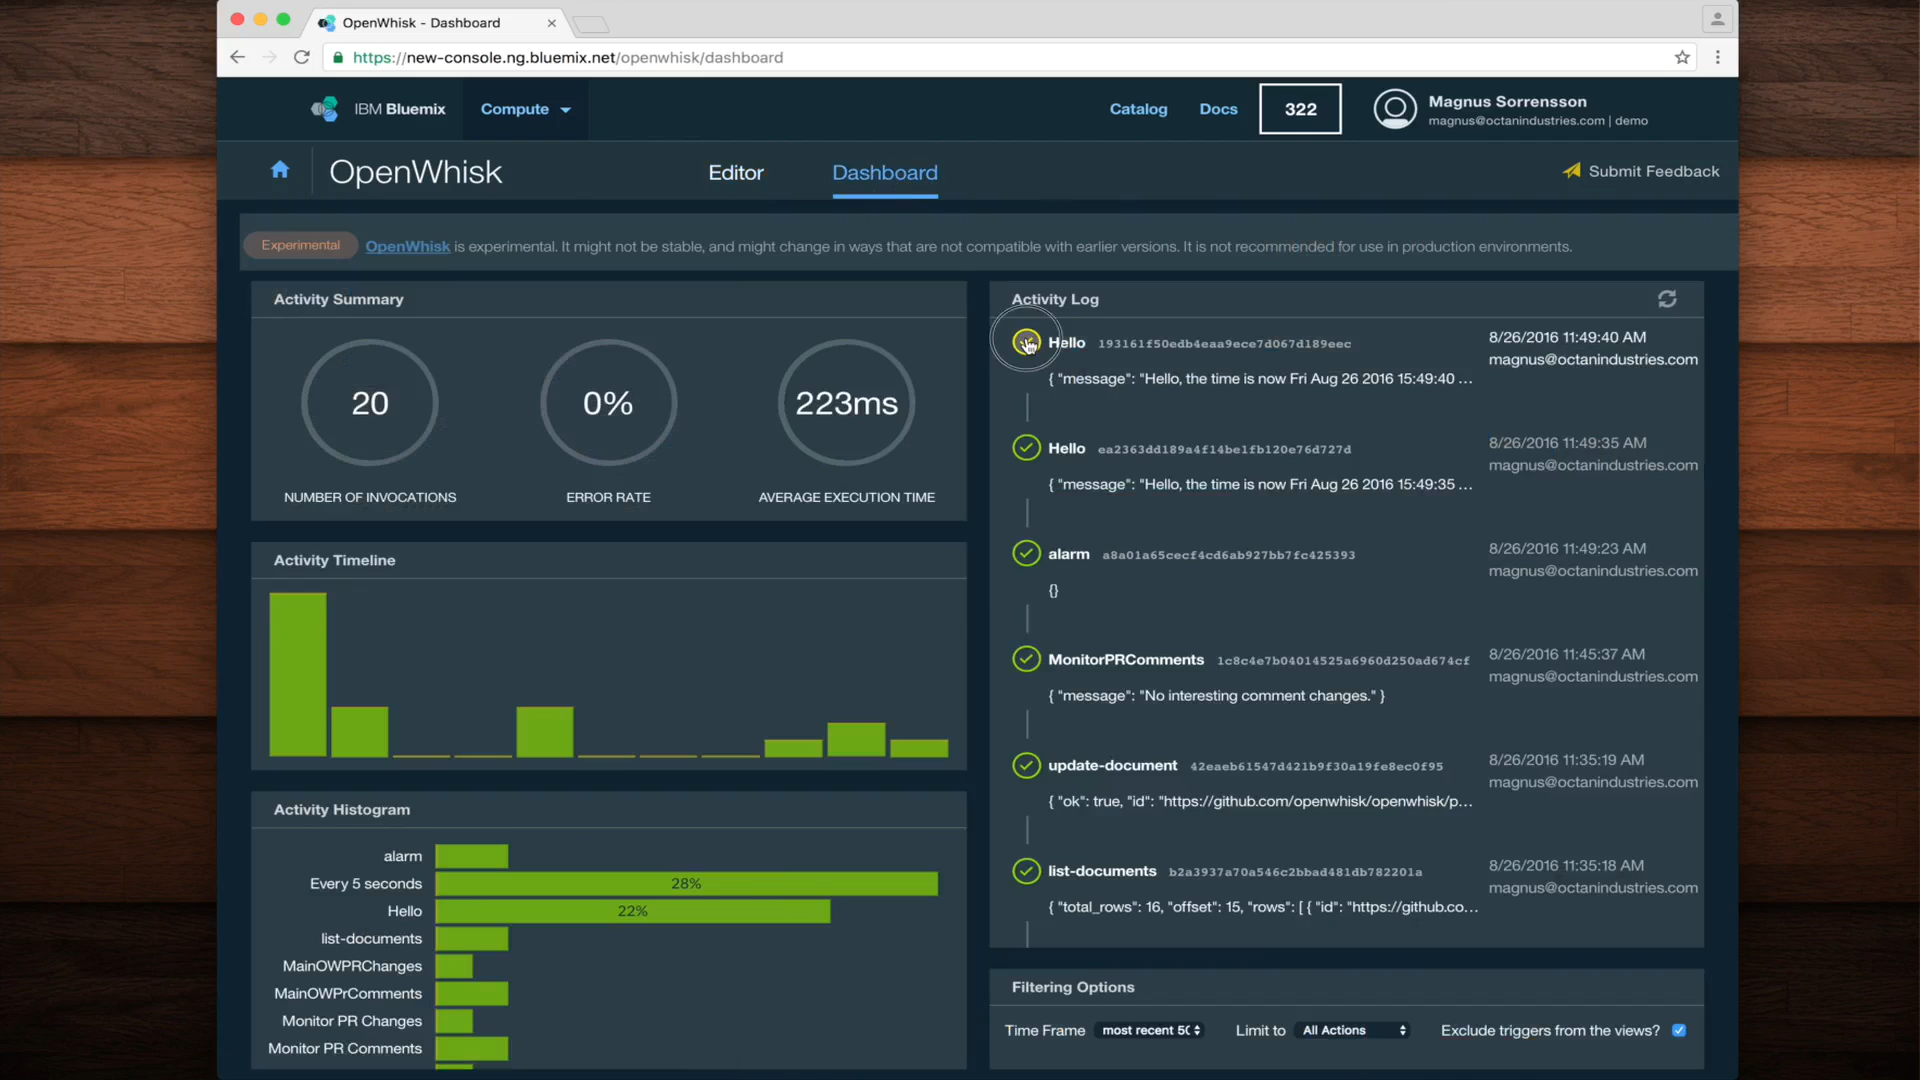 OpenWhisk - Dashboard
https://new-console.ng.bluemix.net/openwhisk/dashboard
IBM Bluemix
Compute
Catalog
Docs
322
Magnus Sorrensson
magnus@octanindustries.com | demo
OpenWhisk
Editor
Dashboard
Submit Feedback
Experimental
OpenWhisk is experimental. It might not be stable, and might change in ways that are not compatible with earlier versions. It is not recommended for use in production environments.
Activity Summary
20
0%
223ms
NUMBER OF INVOCATIONS
ERROR RATE
AVERAGE EXECUTION TIME
Activity Timeline
Activity Histogram
alarm
Every 5 seconds
28%
Hello
22%
list-documents
MainOWPRChanges
MainOWPrComments
Monitor PR Changes
Monitor PR Comments
Activity Log
Hello 193161f50edb4eaa9ece7d067d189eec
8/26/2016 11:49:40 AM
magnus@octanindustries.com
{ "message": "Hello, the time is now Fri Aug 26 2016 15:49:40 ...
Hello ea2363dd189a4f14be1fb120e76d727d
8/26/2016 11:49:35 AM
magnus@octanindustries.com
{ "message": "Hello, the time is now Fri Aug 26 2016 15:49:35 ...
alarm a8a01a65cecf4cd6ab927bb7fc425393
8/26/2016 11:49:23 AM
magnus@octanindustries.com
{}
MonitorPRComments 1c8c4e7b04014525a6960d250ad674cf
8/26/2016 11:45:37 AM
magnus@octanindustries.com
{ "message": "No interesting comment changes." }
update-document 42eaeb61547d421b9f30a19fe8ec0f95
8/26/2016 11:35:19 AM
magnus@octanindustries.com
{ "ok": true, "id": "https://github.com/openwhisk/openwhisk/p...
list-documents b2a3937a70a546c2bbad481db782201a
8/26/2016 11:35:18 AM
magnus@octanindustries.com
{ "total_rows": 16, "offset": 15, "rows": [ { "id": "https://github.co...
Filtering Options
Time Frame
most recent 50
Limit to
All Actions
Exclude triggers from the views?